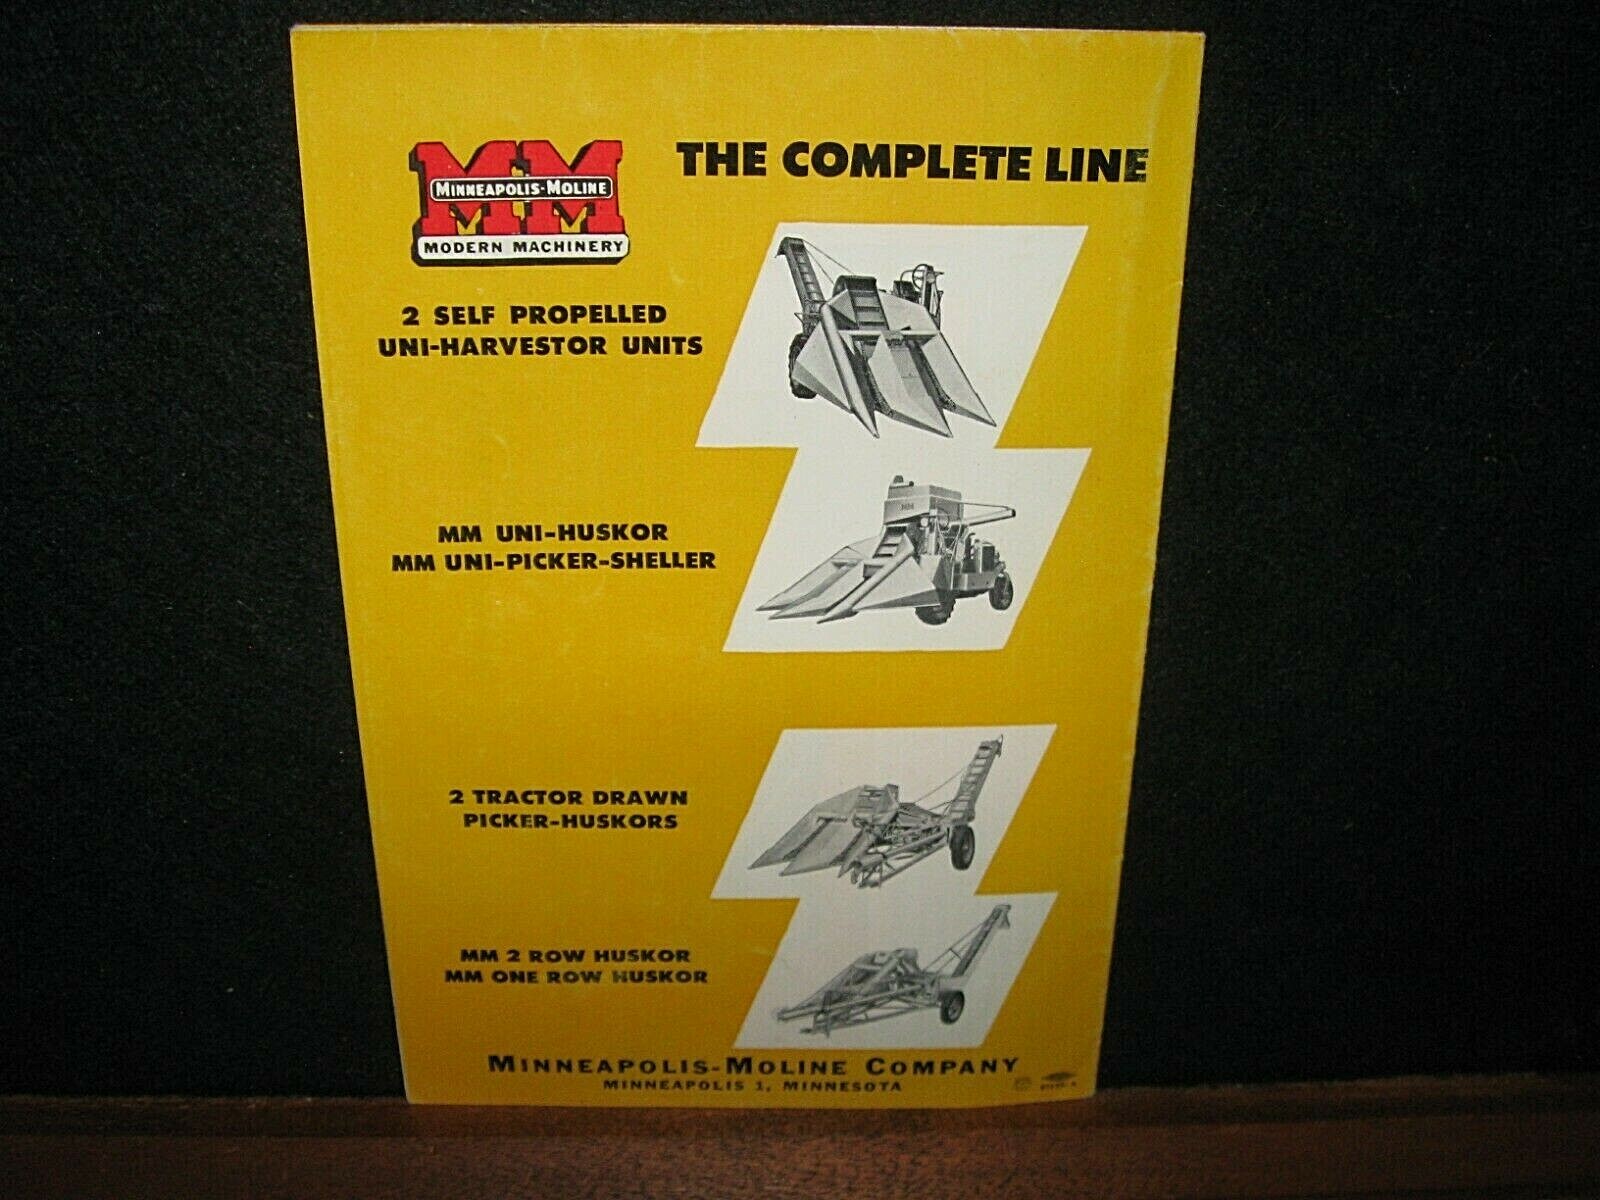 MM
MINNEAPOLIS-MOLINE
MODERN MACHINERY
THE COMPLETE LINE
2 SELF PROPELLED
UNI-HARVESTOR UNITS
MM UNI-HUSKOR
MM UNI-PICKER-SHELLER
2 TRACTOR DRAWN
PICKER-HUSKORS
MM 2 ROW HUSKOR
MM ONE ROW HUSKOR
MINNEAPOLIS-MOLINE COMPANY
MINNEAPOLIS 1, MINNESOTA